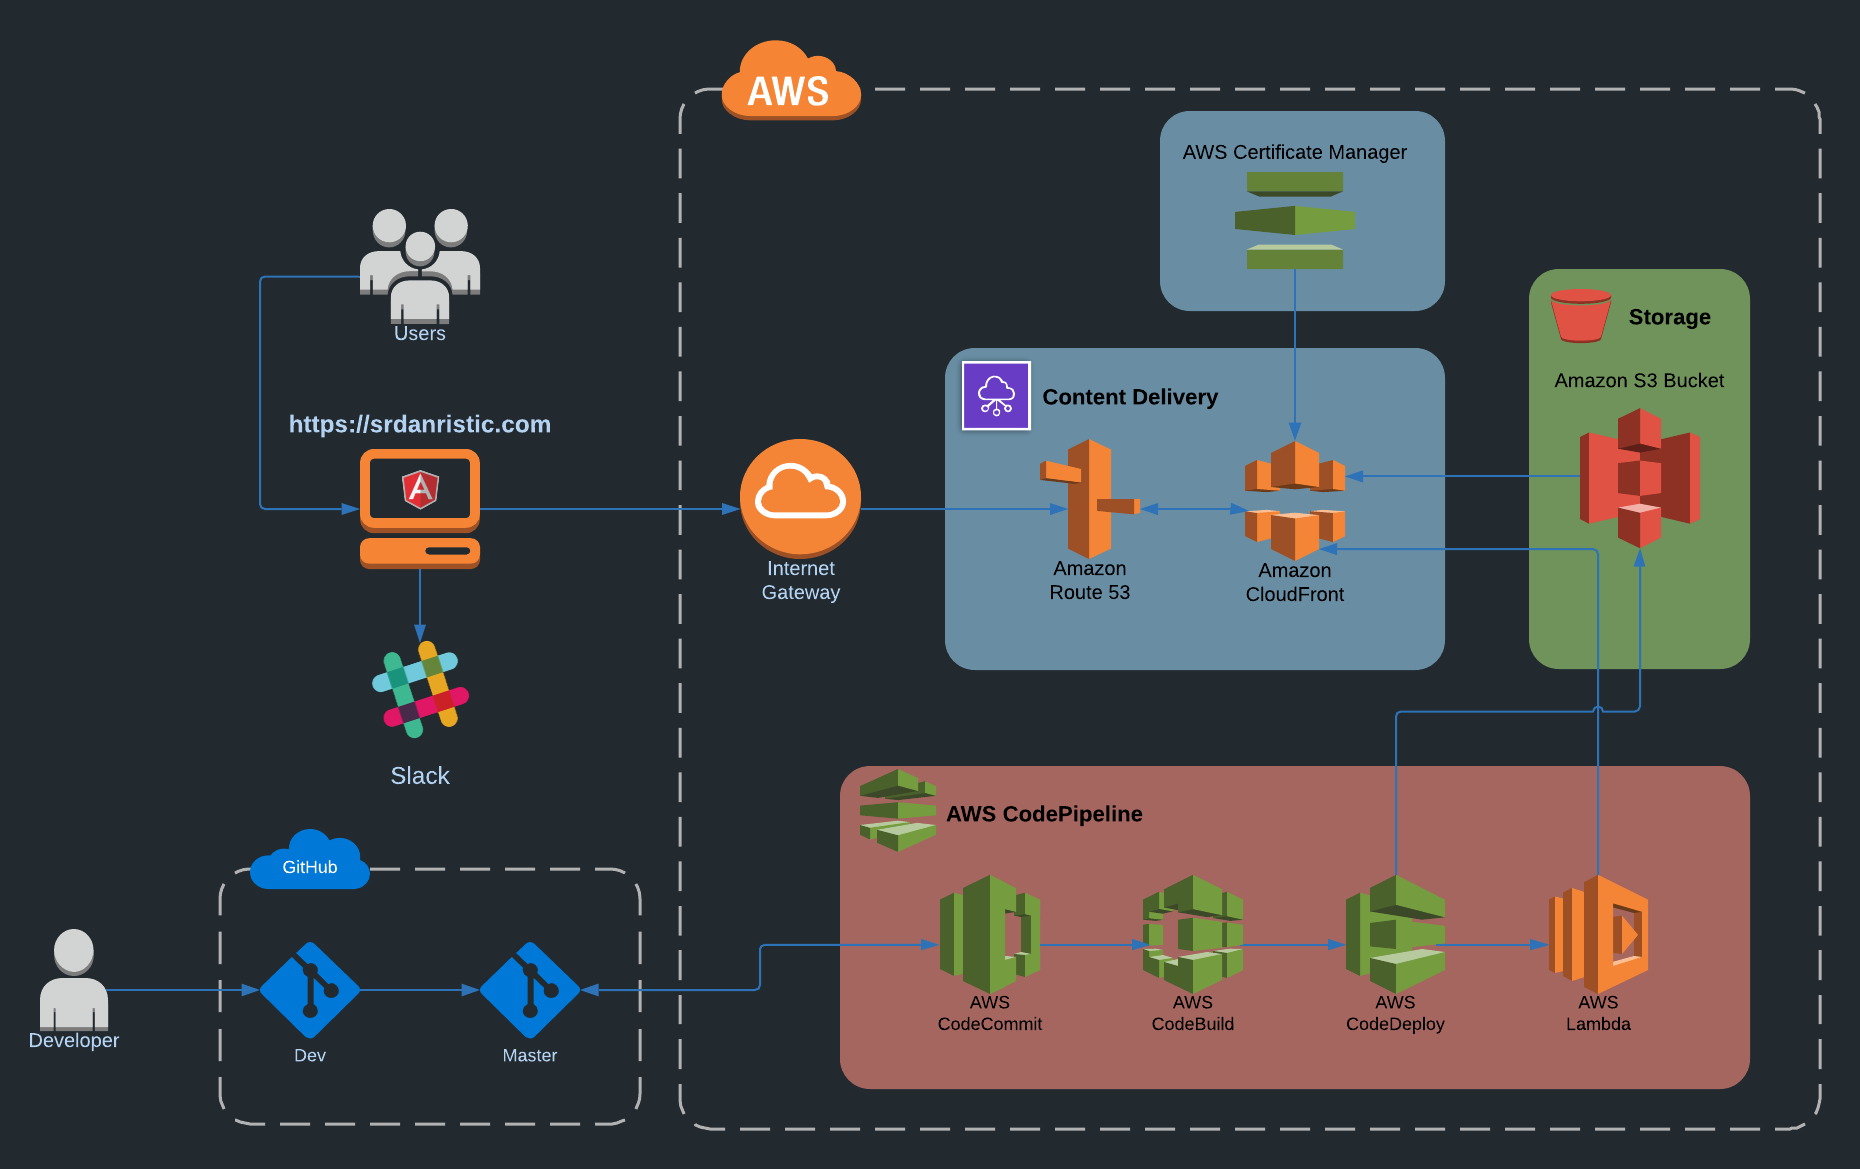 AWS
AWS Certificate Manager
Users
https://srdanristic.com
Storage
Amazon S3 Bucket
Content Delivery
Internet
Gateway
Amazon
Route 53
Amazon
CloudFront
Slack
AWS CodePipeline
GitHub
Developer
Dev
Master
AWS
CodeCommit
AWS
CodeBuild
AWS
CodeDeploy
AWS
Lambda